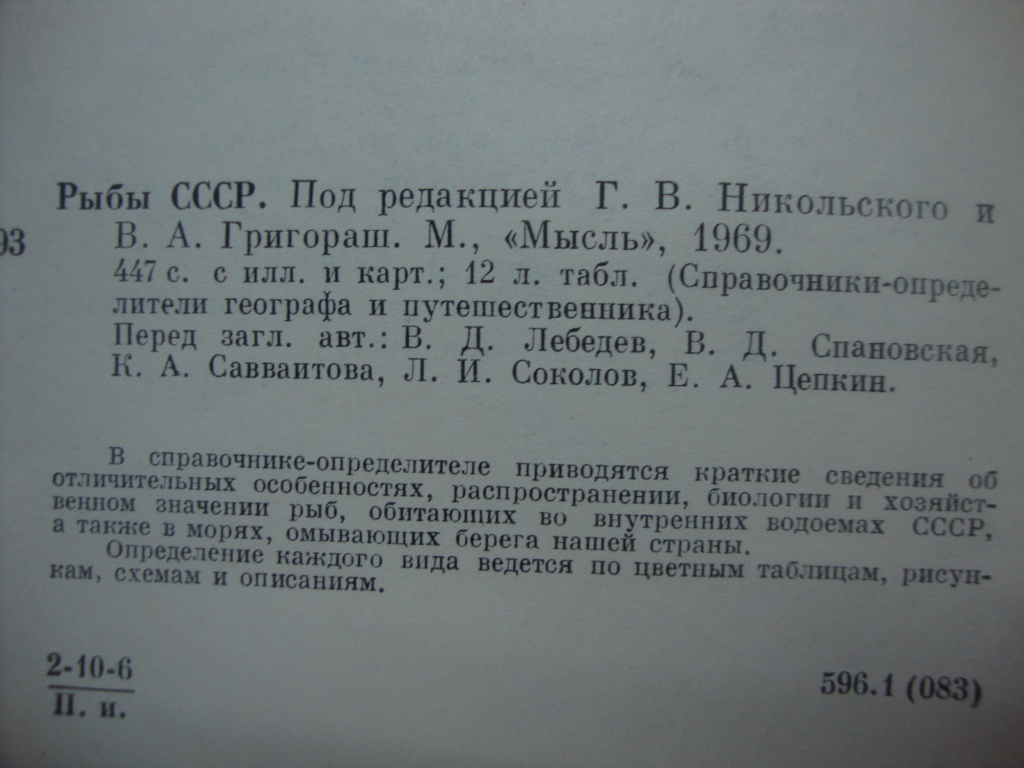 Рыбы СССР. Под редакцией Г. В. Никольского и
93 В. А. Григораш. М., «Мысль», 1969.
447 с. с илл. и карт.; 12 л. табл. (Справочники-опреде-
лители географа и путешественника).
Перед загл. авт.: В. Д. Лебедев, В. Д. Спановская,
К. А. Савваитова, Л. И. Соколов, Е. А. Цепкин.
В справочнике-определителе приводятся краткие сведения об
отличительных особенностях, распространении, биологии и хозяйст-
венном значении рыб, обитающих во внутренних водоемах СССР,
а также в морях, омывающих берега нашей страны.
Определение каждого вида ведется по цветным таблицам, рисун-
кам, схемам и описаниям.
2-10-6
П. и.
596.1 (083)